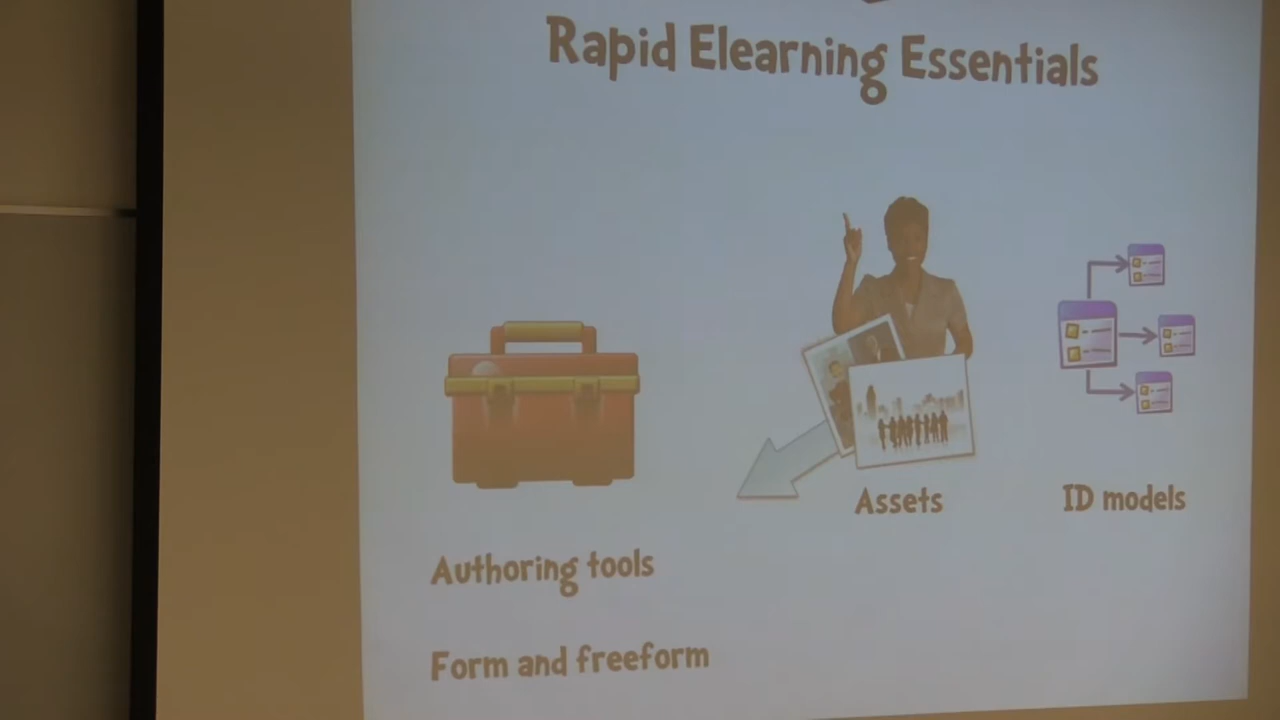 Rapid Elearning Essentials
Assets
ID models
Authoring tools
Form and freeform